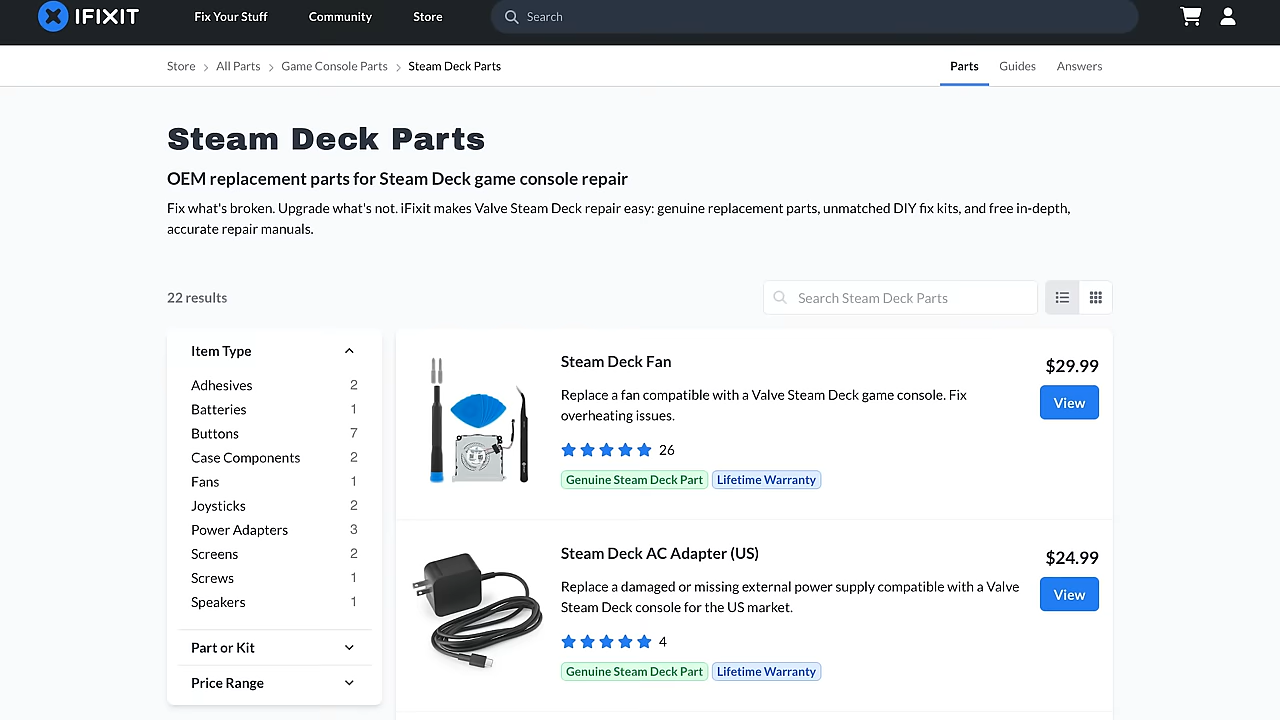 IFIXIT
Fix Your Stuff
Community
Store
Search
Store > All Parts > Game Console Parts > Steam Deck Parts
Parts
Guides
Answers
Steam Deck Parts
OEM replacement parts for Steam Deck game console repair
Fix what's broken. Upgrade what's not. iFixit makes Valve Steam Deck repair easy: genuine replacement parts, unmatched DIY fix kits, and free in-depth,
accurate repair manuals.
22 results
Search Steam Deck Parts
Item Type
Adhesives 2
Batteries 1
Buttons 7
Case Components 2
Fans 1
Joysticks 2
Power Adapters 3
Screens 2
Screws 1
Speakers 1
Part or Kit
Price Range
Steam Deck Fan
$29.99
Replace a fan compatible with a Valve Steam Deck game console. Fix
overheating issues.
View
26
Genuine Steam Deck Part
Lifetime Warranty
Steam Deck AC Adapter (US)
$24.99
Replace a damaged or missing external power supply compatible with a Valve
Steam Deck console for the US market.
View
4
Genuine Steam Deck Part
Lifetime Warranty